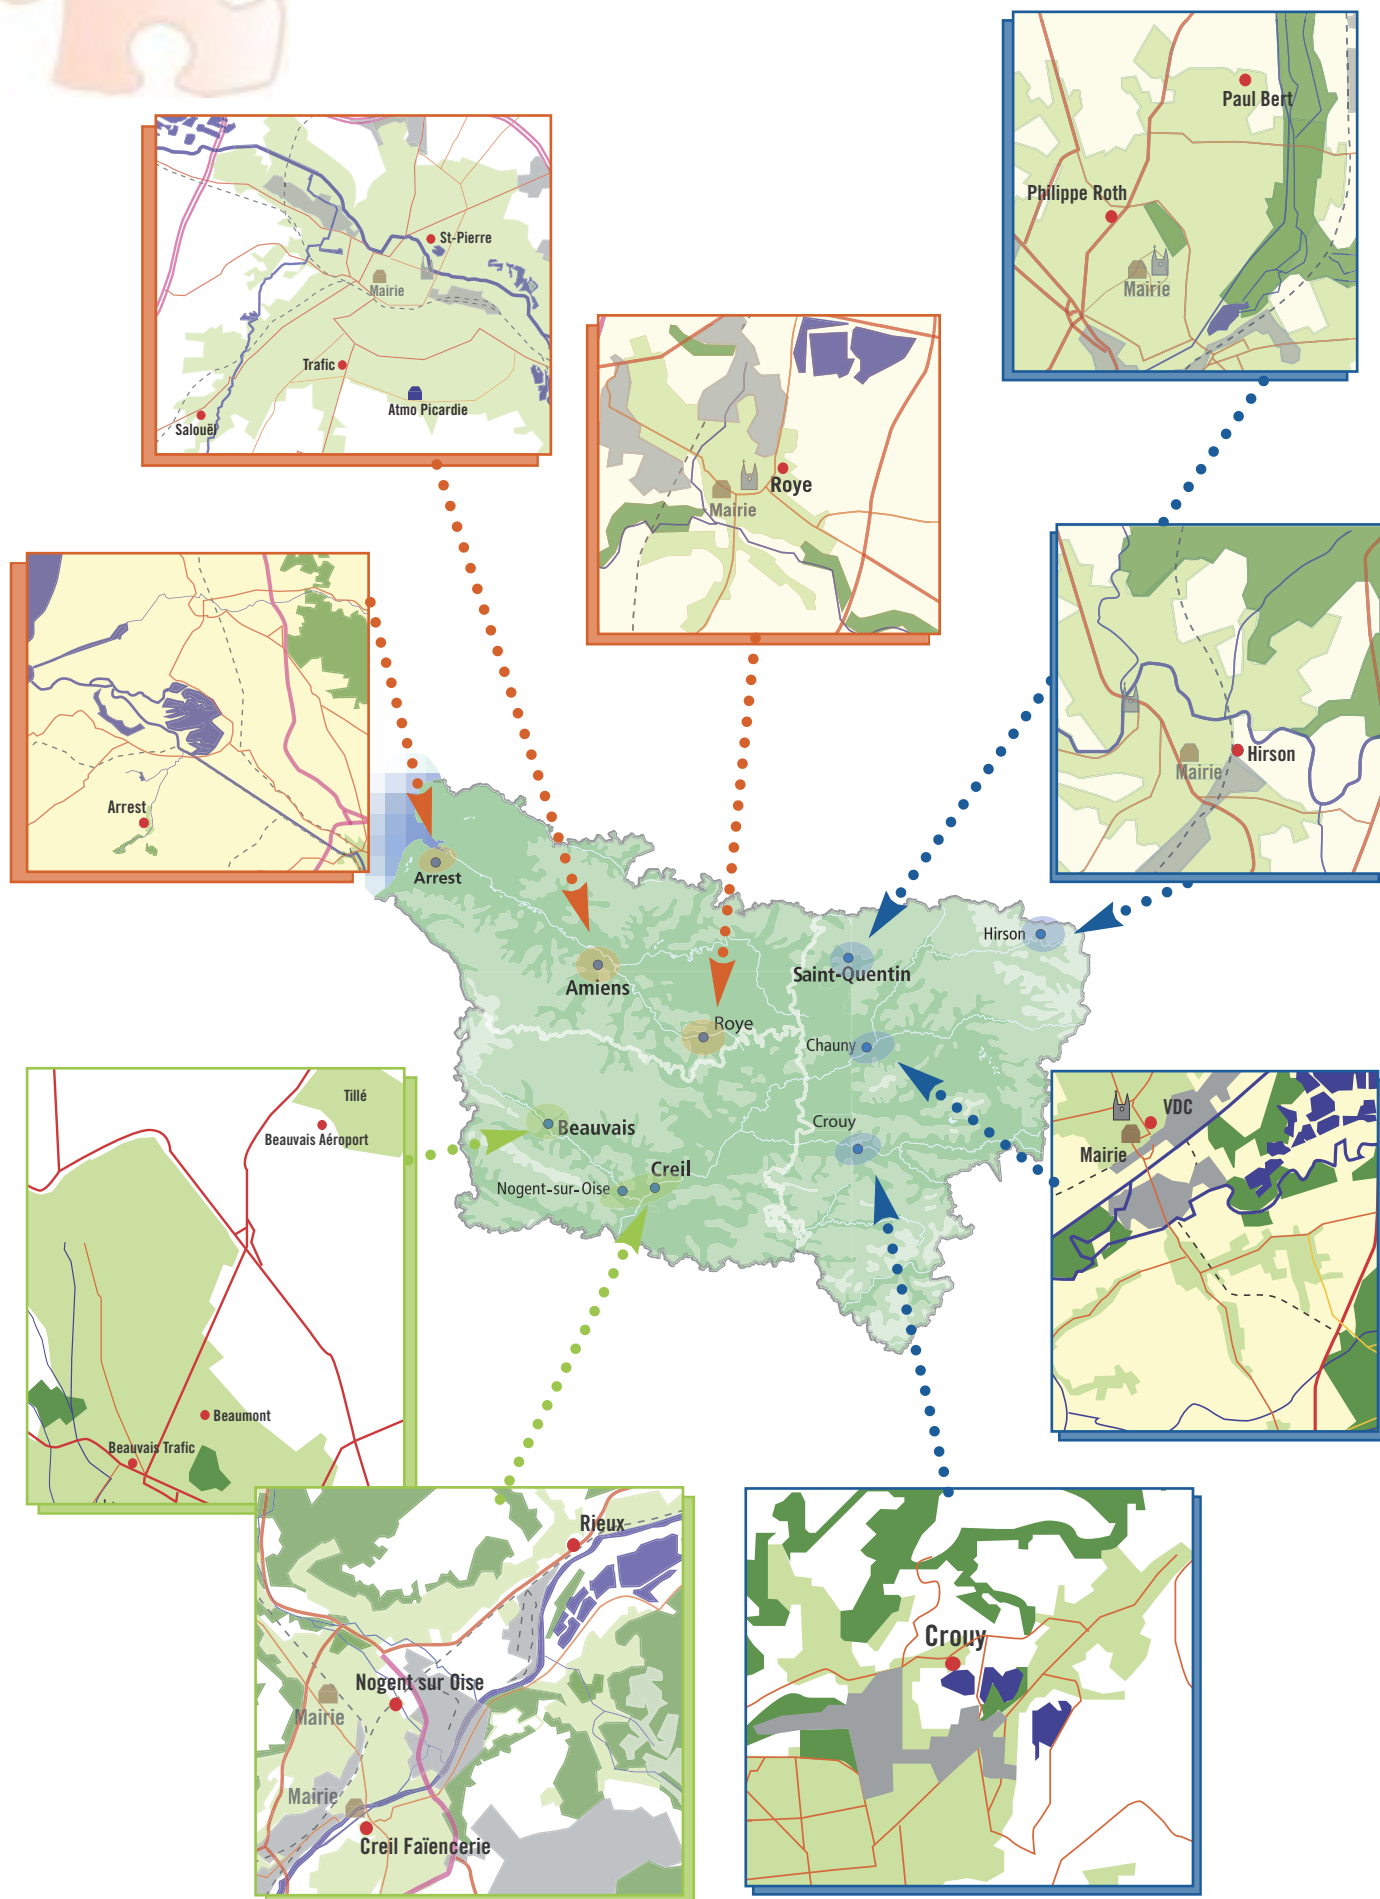 Paul Bert
Philippe Roth
Mairie
St-Pierre
Mairie
Trafic
Atmo Picardie
Salouël
Roye
Mairie
Hirson
Mairie
Arrest
Arrest
Amiens
Roye
Saint-Quentin
Hirson
Chauny
Crouy
Beauvais
Creil
Nogent-sur-Oise
Tillé
Beauvais Aéroport
Beaumont
Beauvais Trafic
VDC
Mairie
Rieux
Nogent sur Oise
Mairie
Mairie
Creil Faïencerie
Crouy